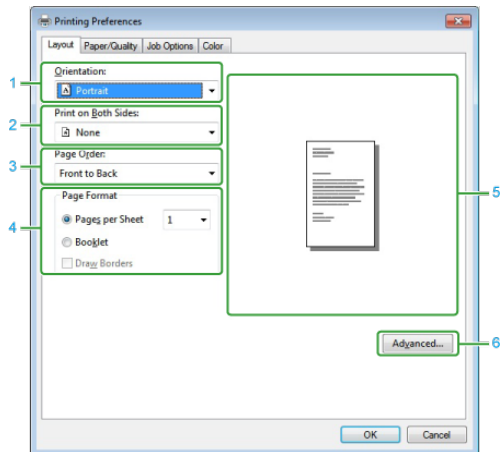 Printing Preferences
Layout Paper/Quality Job Options Color
1
Orientation:
A Portrait
2
Print on Both Sides:
None
3
Page Order:
Front to Back
4
Page Format
Pages per Sheet 1
Booklet
Draw Borders
5
Advanced...
6
OK Cancel